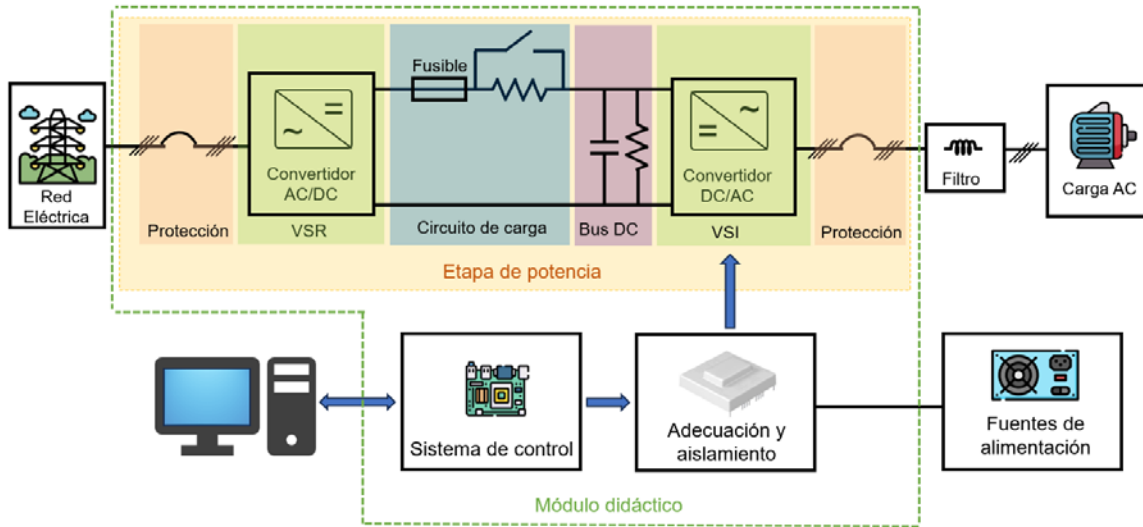 Fusible
Convertidor
AC/DC
Convertidor
DC/AC
Red
Eléctrica
Filtro
Carga AC
Protección
VSR
Circuito de carga
Bus DC
VSI
Protección
Etapa de potencia
Sistema de control
Adecuación y
aislamiento
Fuentes de
alimentación
Módulo didáctico